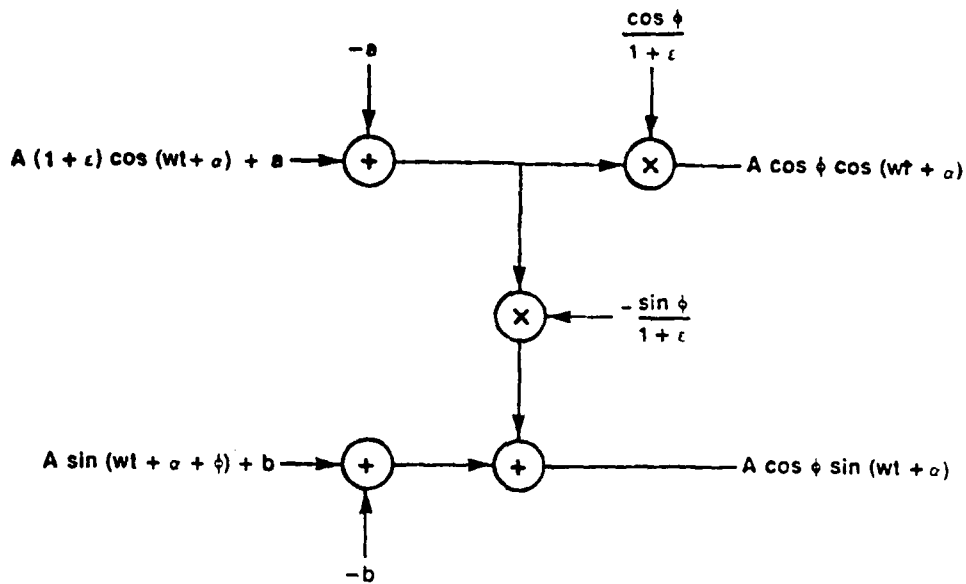 -a
cos ϕ
1 + ε
A (1 + ε) cos (wt + α) + a
+
×
A cos ϕ cos (wt + α)
×
- sin ϕ
1 + ε
A sin (wt + α + ϕ) + b
+
+
A cos ϕ sin (wt + α)
-b